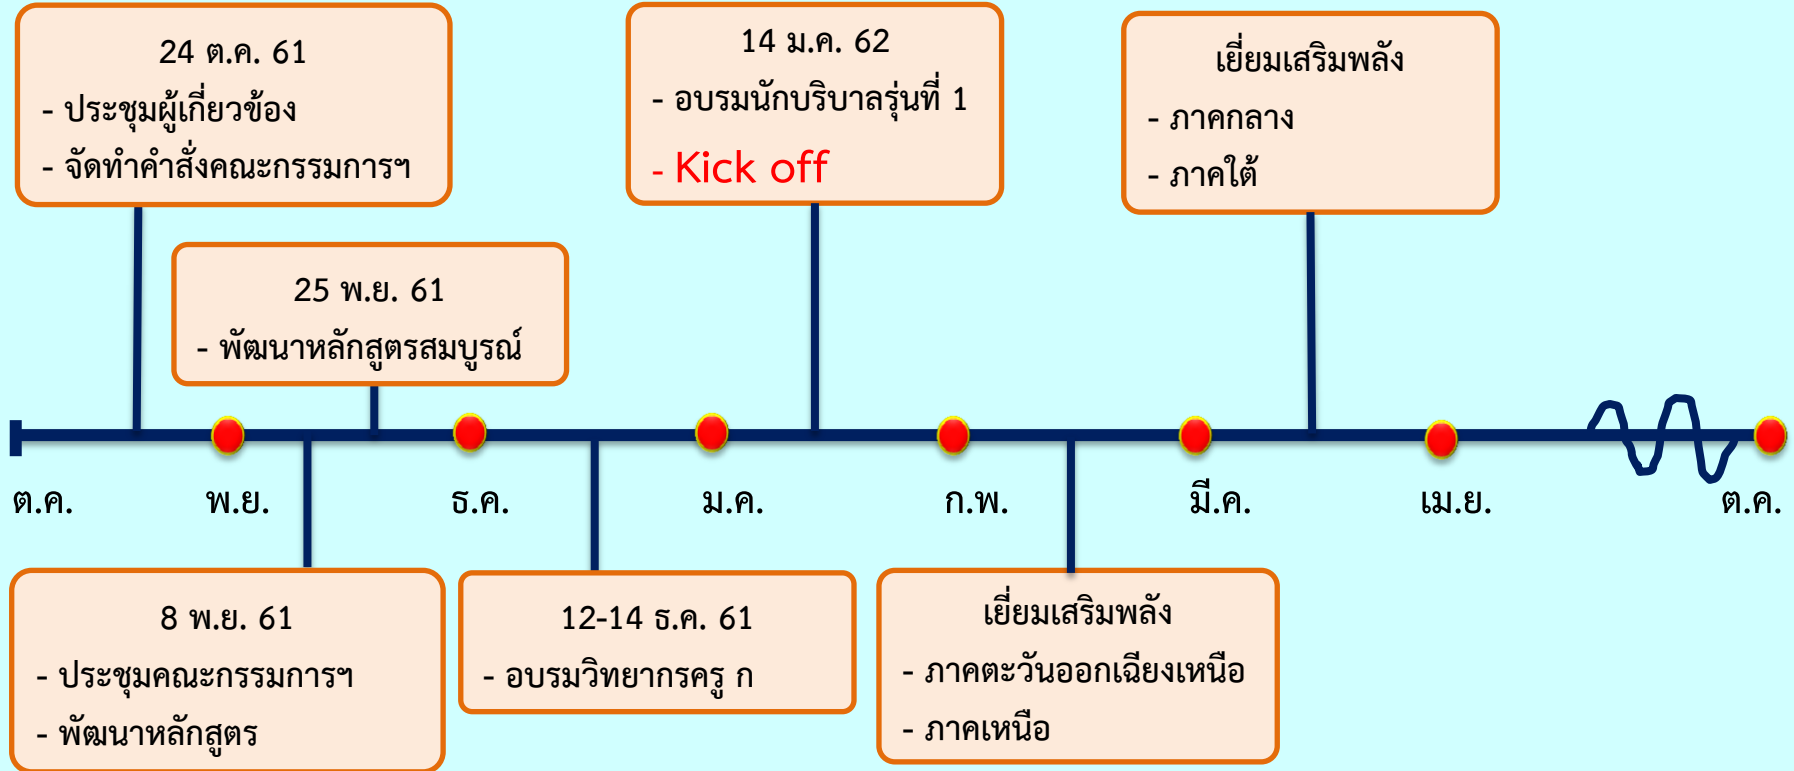 24 ต.ค. 61
- ประชุมผู้เกี่ยวข้อง
- จัดทำคำสั่งคณะกรรมการฯ
14 ม.ค. 62
- อบรมนักบริบาลรุ่นที่ 1
- Kick off
เยี่ยมเสริมพลัง
- ภาคกลาง
- ภาคใต้
25 พ.ย. 61
- พัฒนาหลักสูตรสมบูรณ์
ต.ค. พ.ย. ธ.ค. ม.ค. ก.พ. มี.ค. เม.ย. ต.ค.
8 พ.ย. 61
- ประชุมคณะกรรมการฯ
- พัฒนาหลักสูตร
12-14 ธ.ค. 61
- อบรมวิทยากรครู ก
เยี่ยมเสริมพลัง
- ภาคตะวันออกเฉียงเหนือ
- ภาคเหนือ